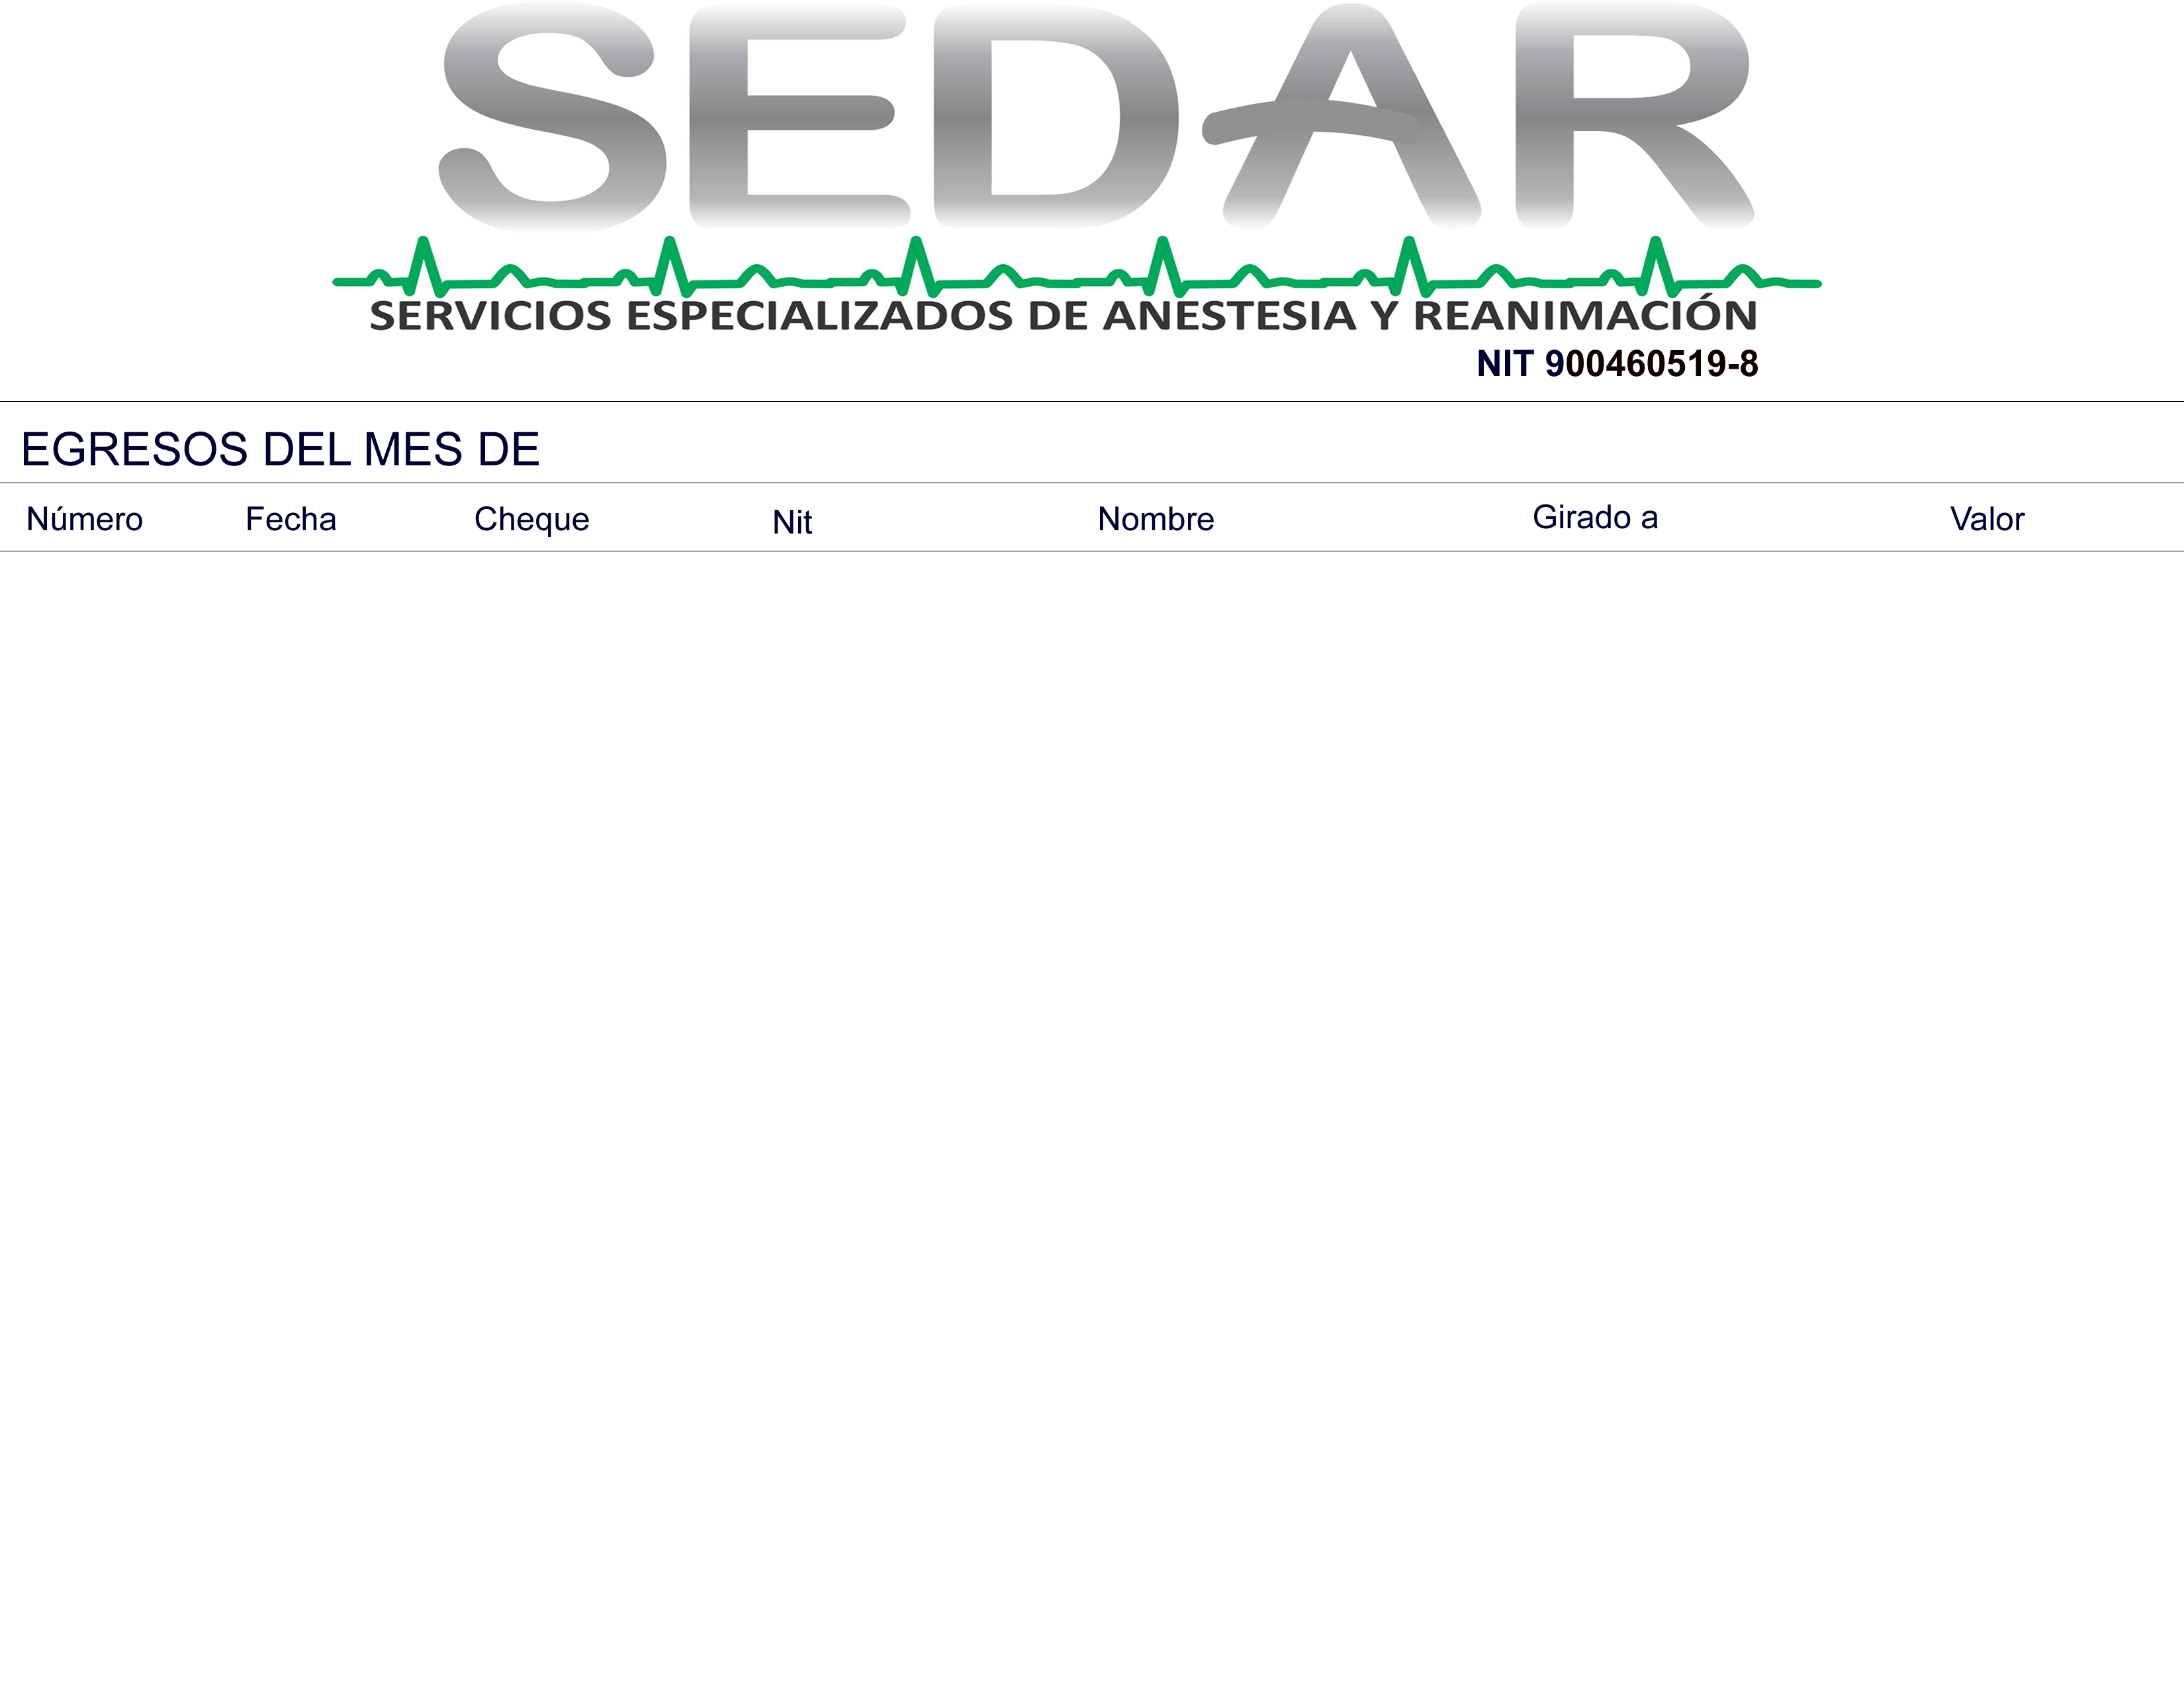 SEDAR
SERVICIOS ESPECIALIZADOS DE ANESTESIA Y REANIMACIÓN
NIT 900460519-8
EGRESOS DEL MES DE
Número Fecha Cheque Nit Nombre Girado a Valor